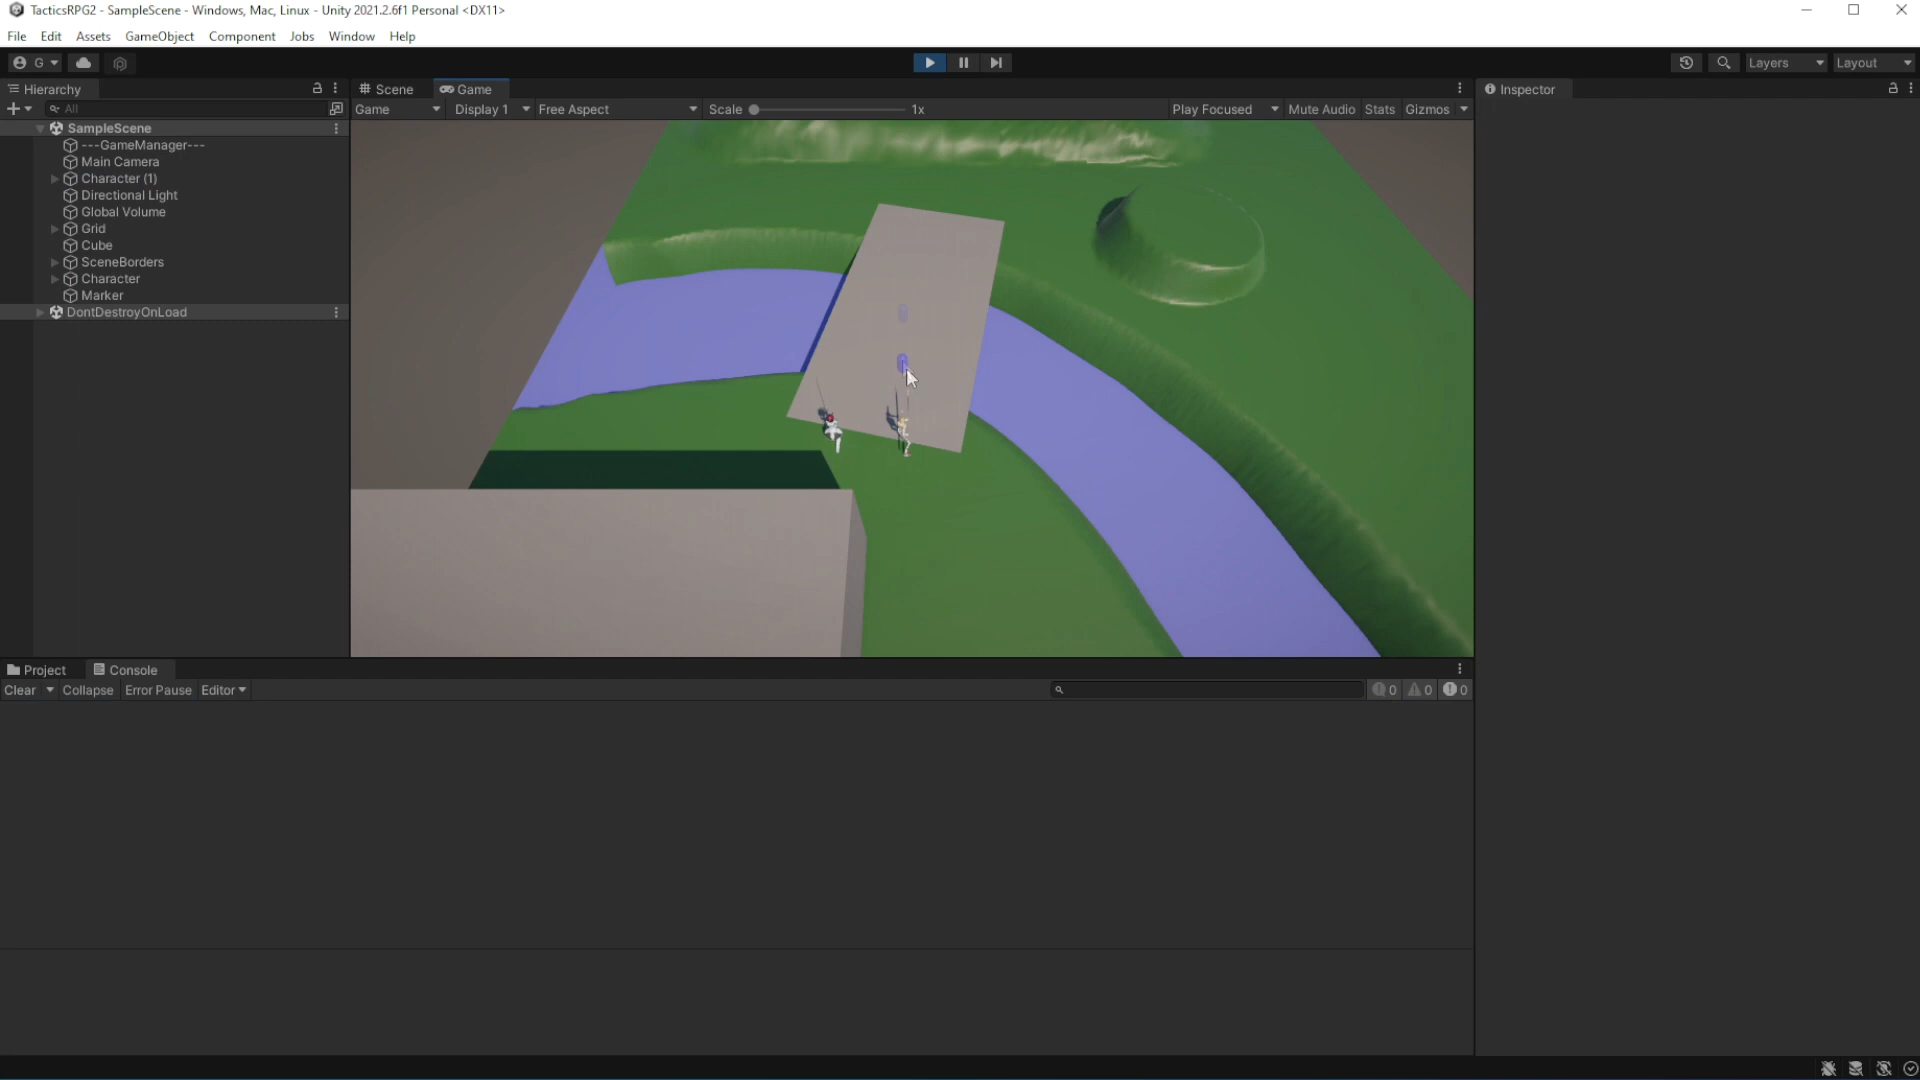 TacticsRPG2 - SampleScene - Windows, Mac, Linux - Unity 2021.2.6f1 Personal <DX11>
File Edit Assets GameObject Component Jobs Window Help
G Layers Layout
Hierarchy Scene Game Inspector
All Game Display 1 Free Aspect Scale 1x Play Focused Mute Audio Stats Gizmos
SampleScene
---GameManager---
Main Camera
Character (1)
Directional Light
Global Volume
Grid
Cube
SceneBorders
Character
Marker
DontDestroyOnLoad
Project Console
Clear Collapse Error Pause Editor 0 0 0